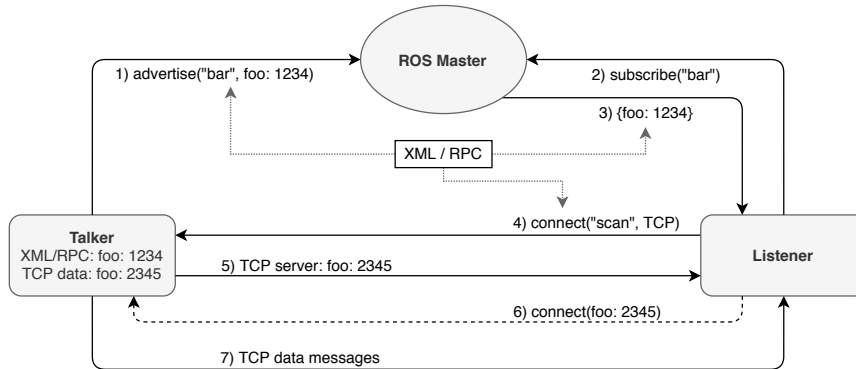 ROS Master
1) advertise("bar", foo: 1234)
2) subscribe("bar")
3) {foo: 1234}
XML / RPC
4) connect("scan", TCP)
Talker
XML/RPC: foo: 1234
TCP data: foo: 2345
Listener
5) TCP server: foo: 2345
6) connect(foo: 2345)
7) TCP data messages